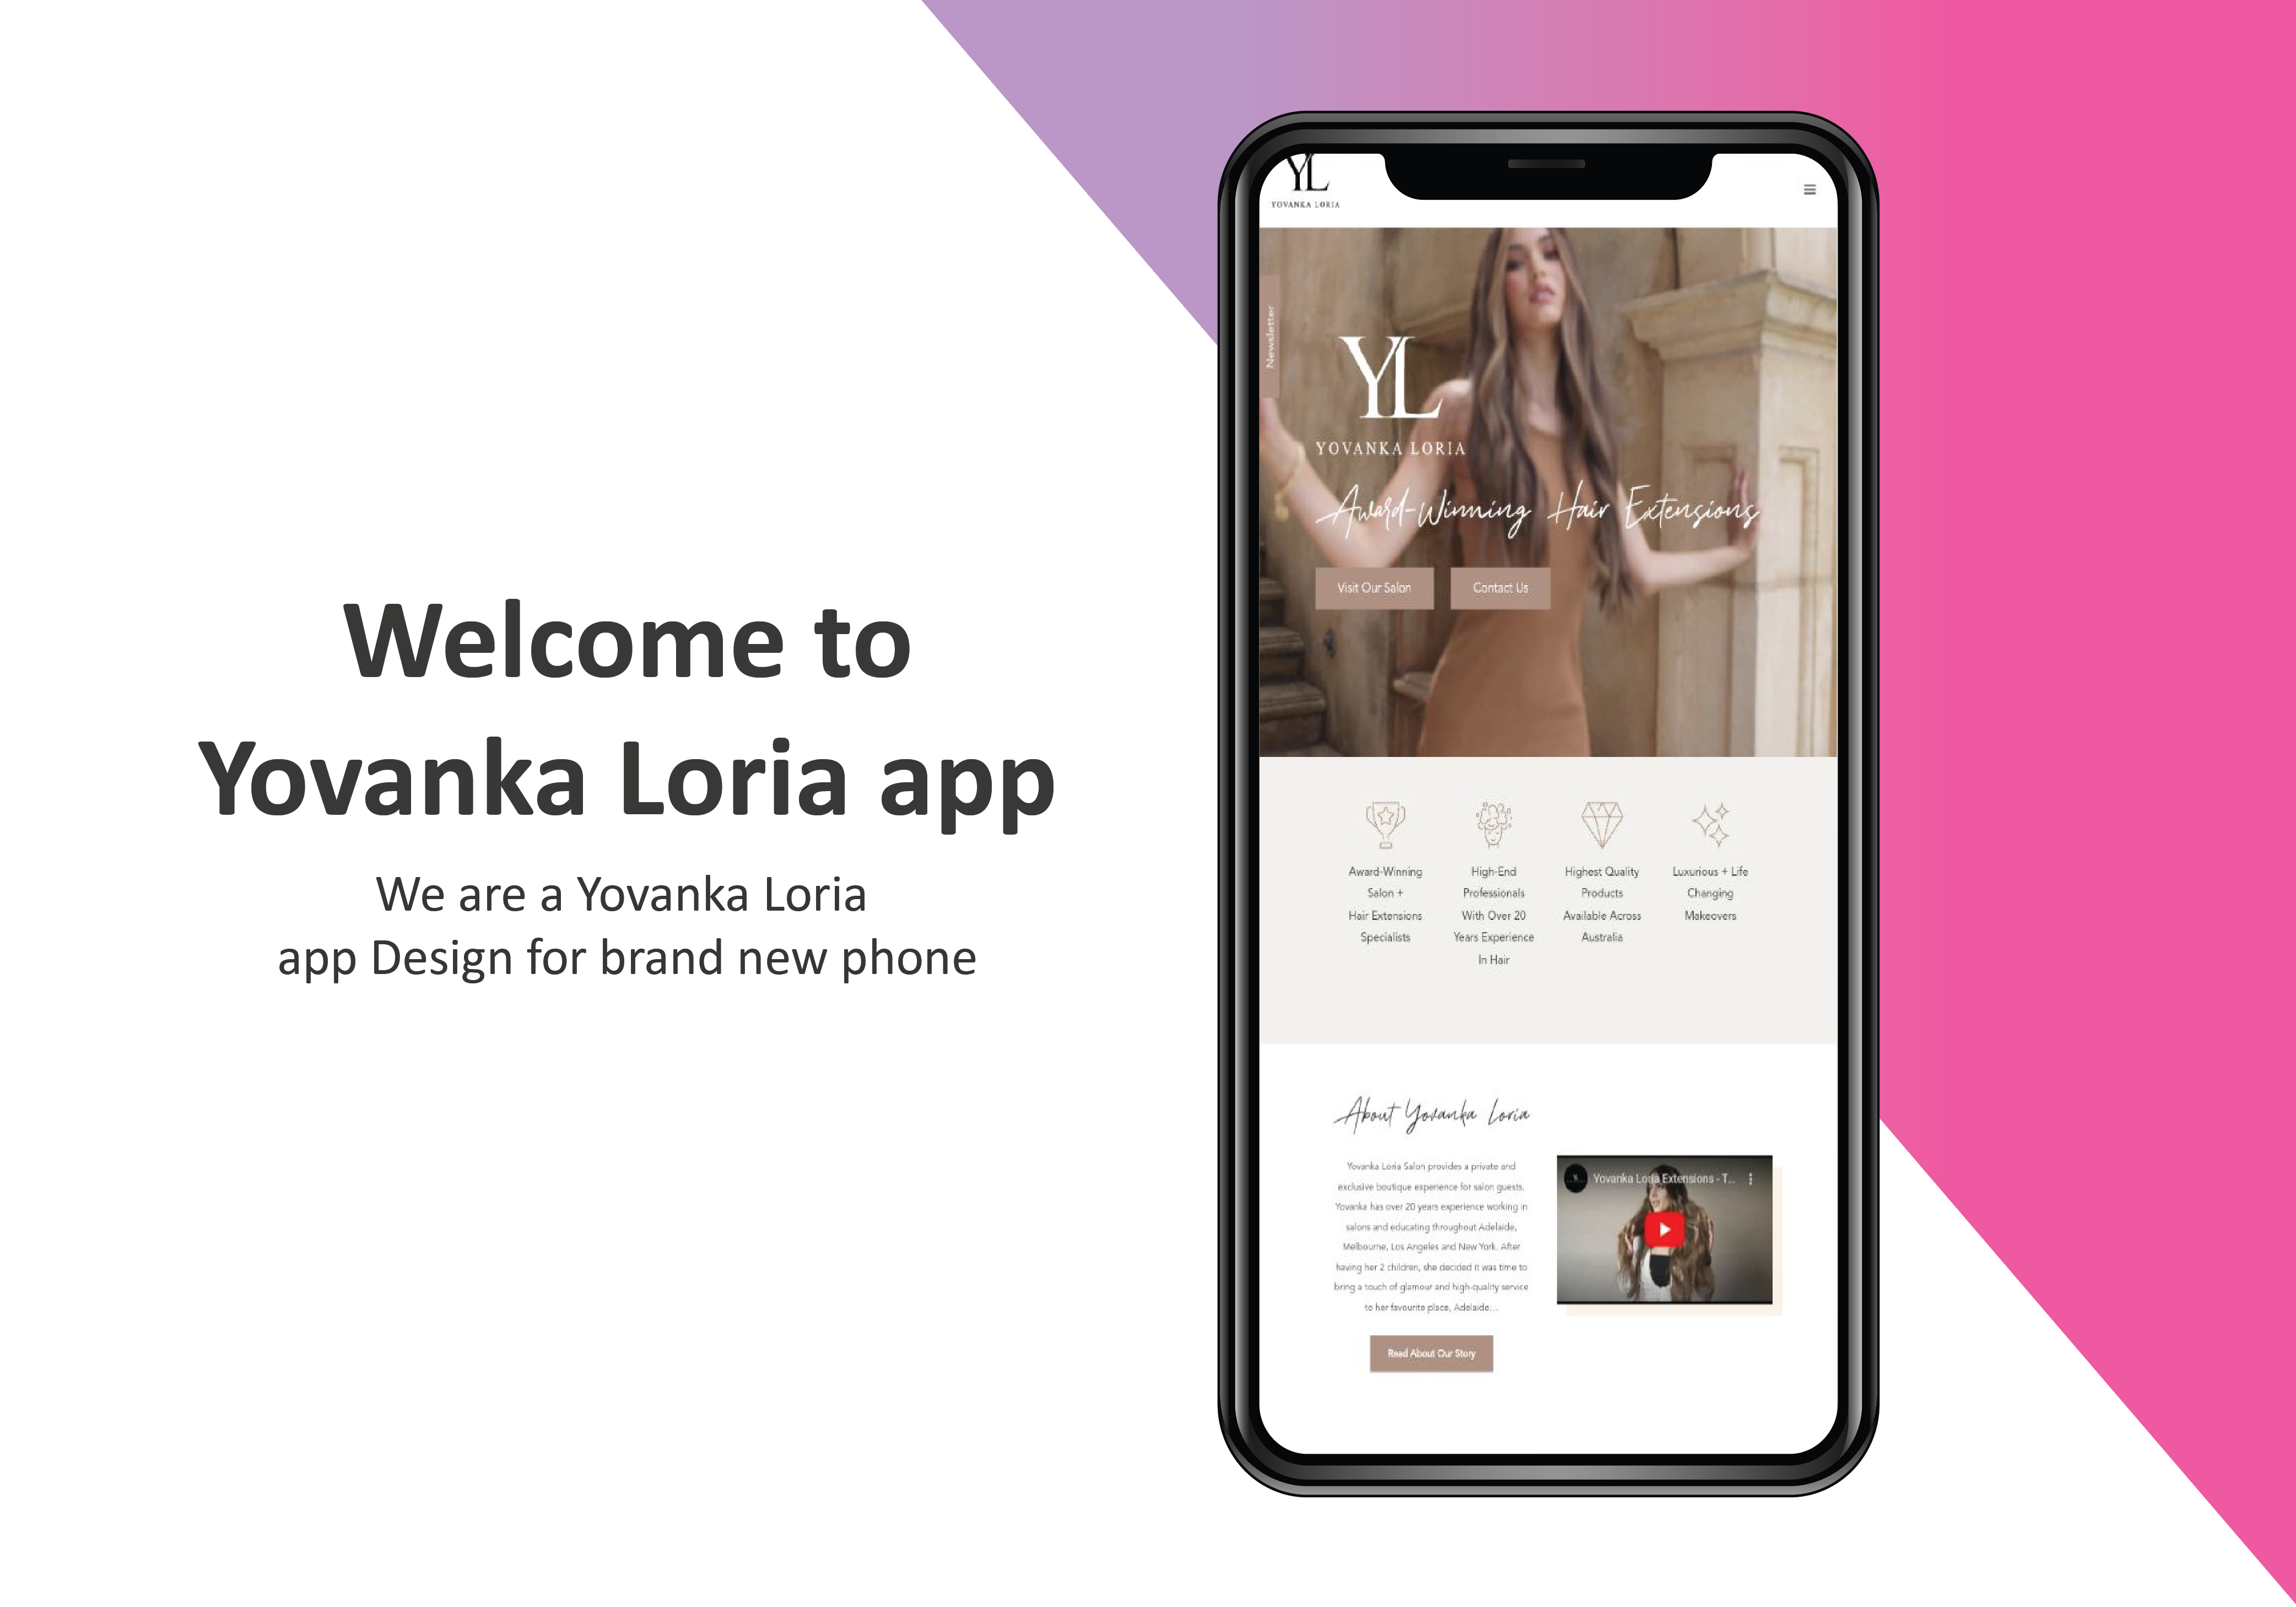 Welcome to
Yovanka Loria app
We are a Yovanka Loria
app Design for brand new phone
YL
YOVANKA LORIA
Newsletter
YL
YOVANKA LORIA
Award-Winning Hair Extensions
Visit Our Salon
Contact Us
Award-Winning
Salon +
Hair Extensions
Specialists
High-End
Professionals
With Over 20
Years Experience
In Hair
Highest Quality
Products
Available Across
Australia
Luxurious + Life
Changing
Makeovers
About Yovanka Loria
Yovanka Loria Salon provides a private and
exclusive boutique experience for salon guests.
Yovanka has over 20 years experience working in
salons and educating throughout Adelaide,
Melbourne, Los Angeles and New York. After
having her 2 children, she decided it was time to
bring a touch of glamour and high-quality service
to her favourite place, Adelaide...
Read About Our Story
Yovanka Loria Extensions - T...